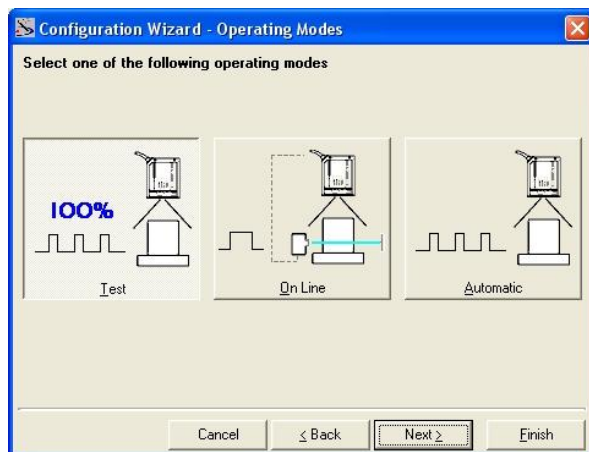 Configuration Wizard - Operating Modes
Select one of the following operating modes
100%
Test
On Line
Automatic
Cancel
< Back
Next >
Finish